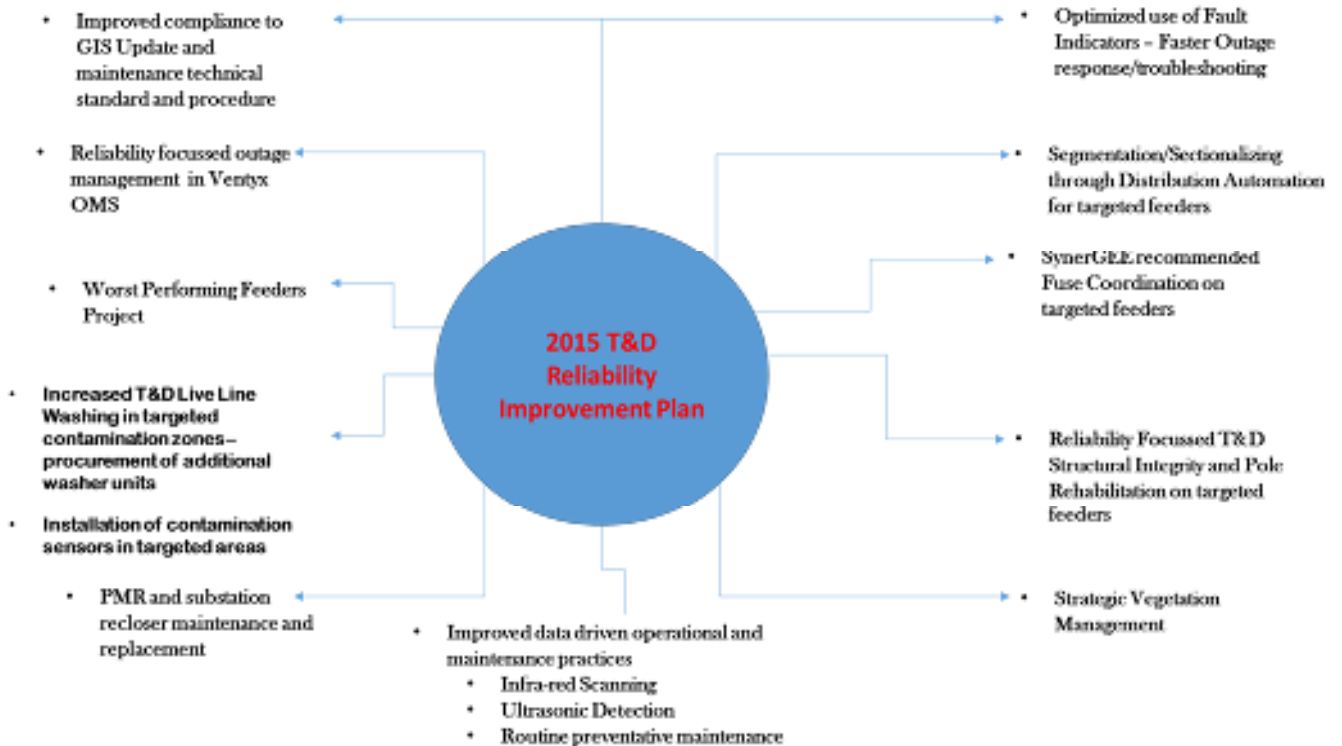 • Improved compliance to
GIS Update and
maintenance technical
standard and procedure
• Reliability focussed outage
management in Ventyx
OMS
• Worst Performing Feeders
Project
• Increased T&D Live Line
Washing in targeted
contamination zones–
procurement of additional
washer units
• Installation of contamination
sensors in targeted areas
• PMR and substation
recloser maintenance and
replacement
2015 T&D
Reliability
Improvement Plan
• Improved data driven operational and
maintenance practices
• Infra-red Scanning
• Ultrasonic Detection
• Routine preventative maintenance
• Optimized use of Fault
Indicators – Faster Outage
response/troubleshooting
• Segmentation/Sectionalizing
through Distribution Automation
for targeted feeders
• SynerGEE recommended
Fuse Coordination on
targeted feeders
• Reliability Focussed T&D
Structural Integrity and Pole
Rehabilitation on targeted
feeders
• Strategic Vegetation
Management